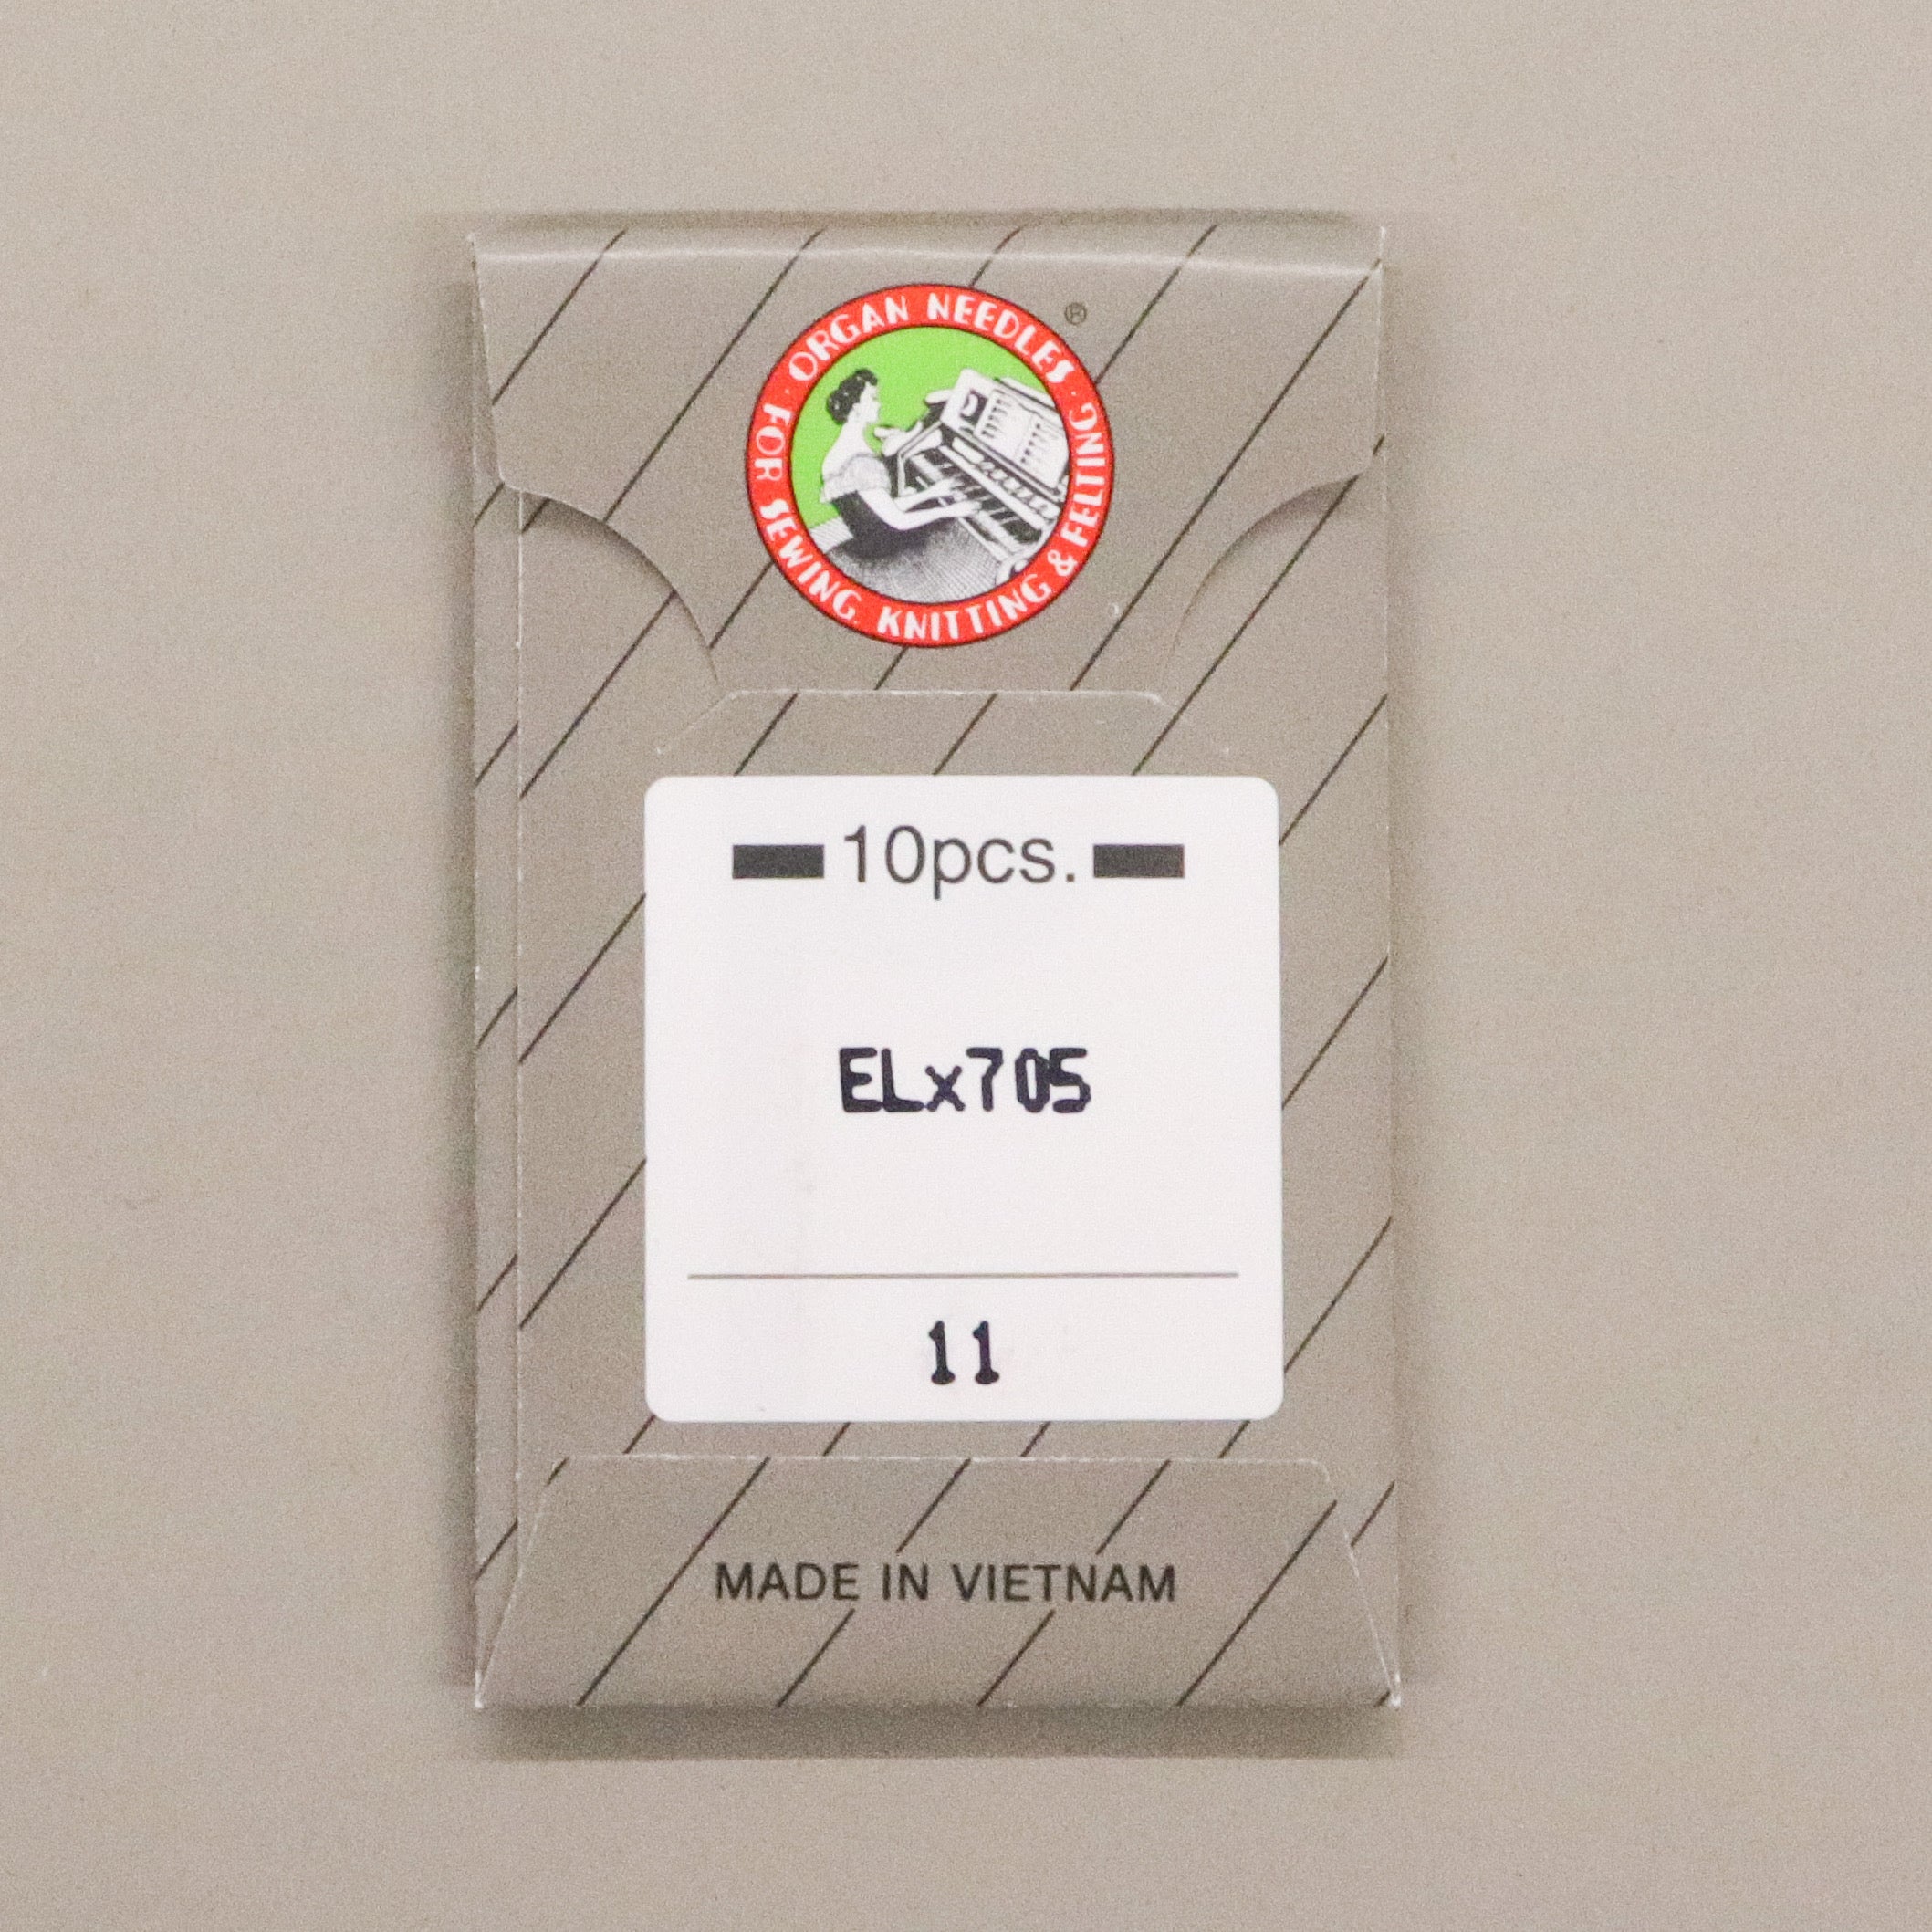 ORGAN NEEDLES · FOR SEWING, KNITTING & FELTING ·
®
10pcs.
ELx705
11
MADE IN VIETNAM